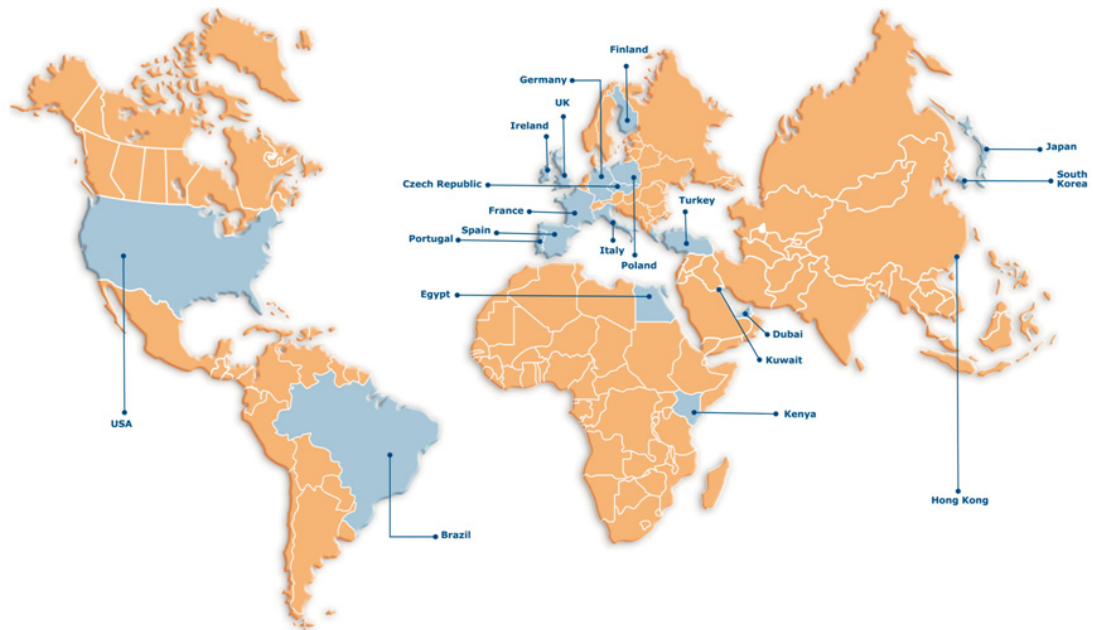 Finland
Germany
UK
Ireland
Japan
South
Korea
Czech Republic
Turkey
France
Spain
Portugal
Italy
Poland
Egypt
Dubai
Kuwait
Kenya
USA
Hong Kong
Brazil